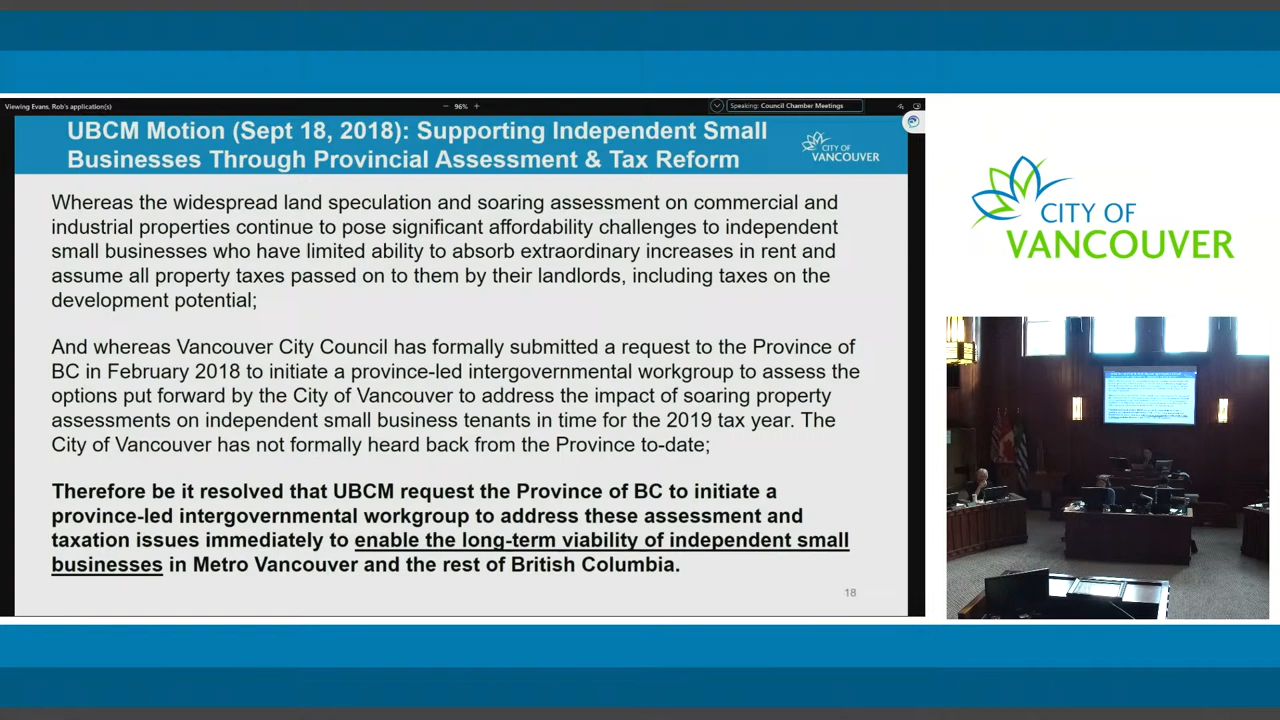 Viewing Evans, Rob's application(s)
96%
Speaking: Council Chamber Meetings
UBCM Motion (Sept 18, 2018): Supporting Independent Small
Businesses Through Provincial Assessment & Tax Reform
CITY OF
VANCOUVER
Whereas the widespread land speculation and soaring assessment on commercial and
industrial properties continue to pose significant affordability challenges to independent
small businesses who have limited ability to absorb extraordinary increases in rent and
assume all property taxes passed on to them by their landlords, including taxes on the
development potential;
And whereas Vancouver City Council has formally submitted a request to the Province of
BC in February 2018 to initiate a province-led intergovernmental workgroup to assess the
options put forward by the City of Vancouver to address the impact of soaring property
assessments on independent small business tenants in time for the 2019 tax year. The
City of Vancouver has not formally heard back from the Province to-date;
Therefore be it resolved that UBCM request the Province of BC to initiate a
province-led intergovernmental workgroup to address these assessment and
taxation issues immediately to enable the long-term viability of independent small
businesses in Metro Vancouver and the rest of British Columbia.
18
CITY OF
VANCOUVER